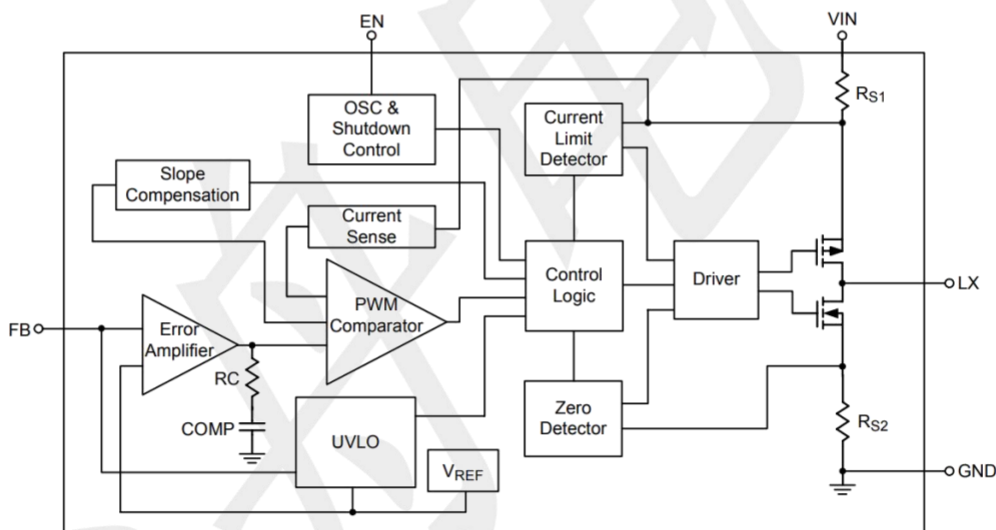 EN
VIN
RS1
OSC &
Shutdown
Control
Current
Limit
Detector
Slope
Compensation
Current
Sense
Control
Logic
Driver
LX
PWM
Comparator
FB
Error
Amplifier
RC
COMP
UVLO
VREF
Zero
Detector
RS2
GND